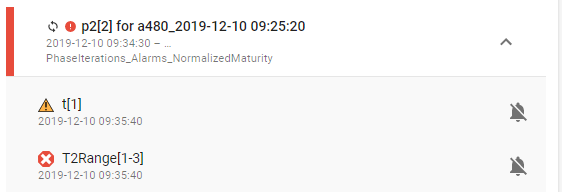 p2[2] for a480_2019-12-10 09:25:20
2019-12-10 09:34:30 – ...
PhaseIterations_Alarms_NormalizedMaturity
t[1]
2019-12-10 09:35:40
T2Range[1-3]
2019-12-10 09:35:40